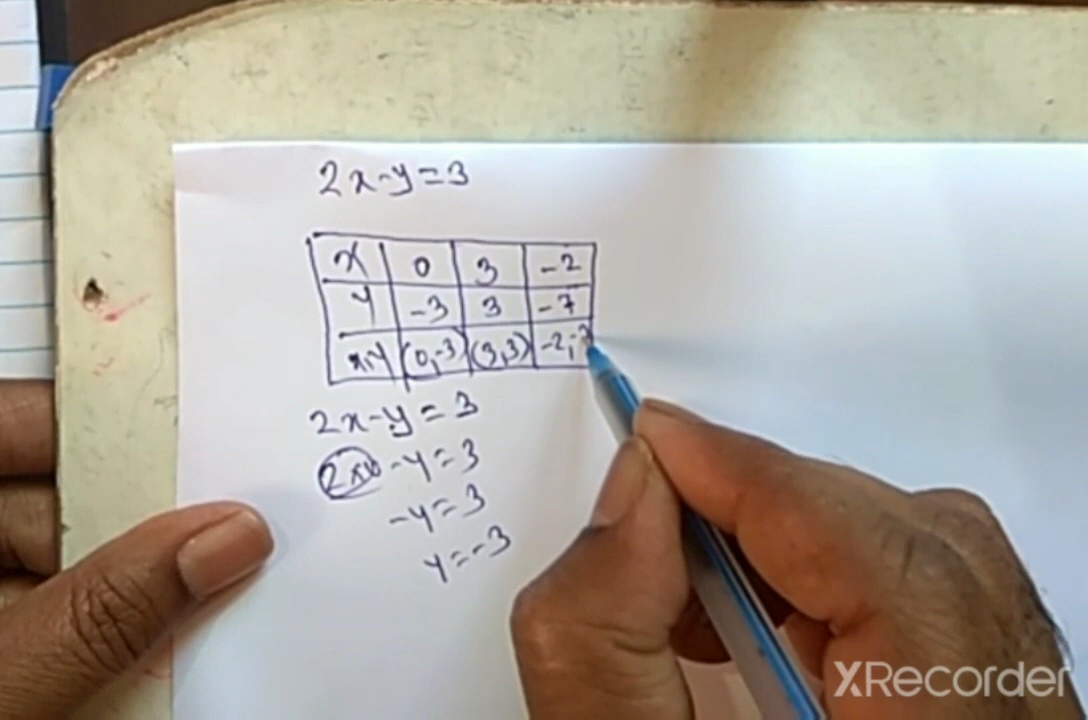 2x-y=3
x 0 3 -2
y -3 3 -7
x,y (0,-3) (3,3) -2,-7
2x-y=3
2x0-y=3
-y=3
y=-3
XRecorder